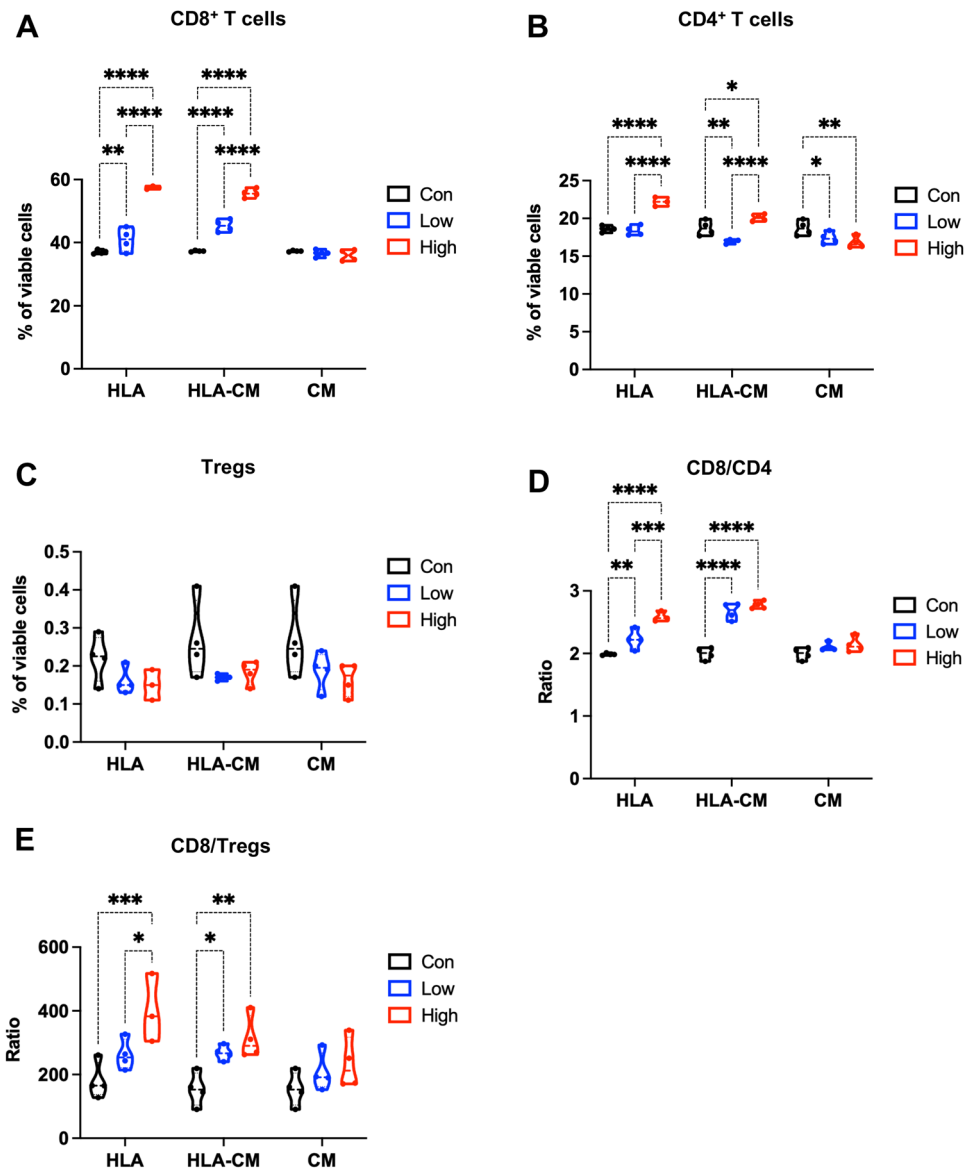 A
CD8+ T cells
**** ****
**** ****
** ****
% of viable cells
60
40
20
0
HLA HLA-CM CM
Con
Low
High
B
CD4+ T cells
*
**** ** **
**** **** *
% of viable cells
25
20
15
10
5
0
HLA HLA-CM CM
Con
Low
High
C
Tregs
% of viable cells
0.5
0.4
0.3
0.2
0.1
0.0
HLA HLA-CM CM
Con
Low
High
D
CD8/CD4
****
*** ****
** ****
Ratio
3
2
1
0
HLA HLA-CM CM
Con
Low
High
E
CD8/Tregs
*** **
* *
Ratio
600
400
200
0
HLA HLA-CM CM
Con
Low
High